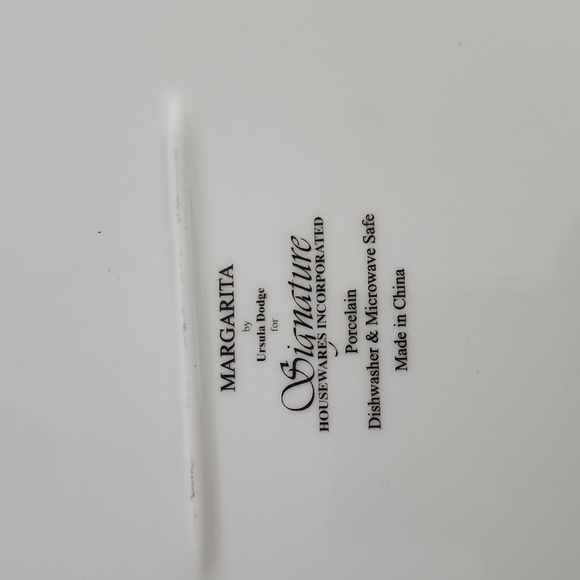 MARGARITA
by
Ursula Dodge
for
Signature
HOUSEWARES INCORPORATED
Porcelain
Dishwasher & Microwave Safe
Made in China